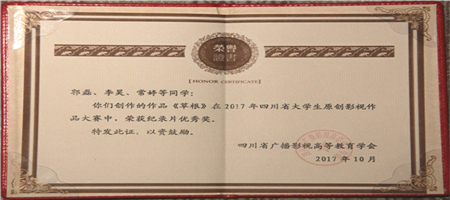 榮譽
證書
[ HONOR CERTIFICATE ]
郭磊、李昊、常婷等同学：
你们创作的作品《草根》在2017年四川省大学生原创影视作
品大赛中，荣获纪录片优秀奖。
特发此证，以资鼓励。
四川省广播影视高等教育学会
2017年10月